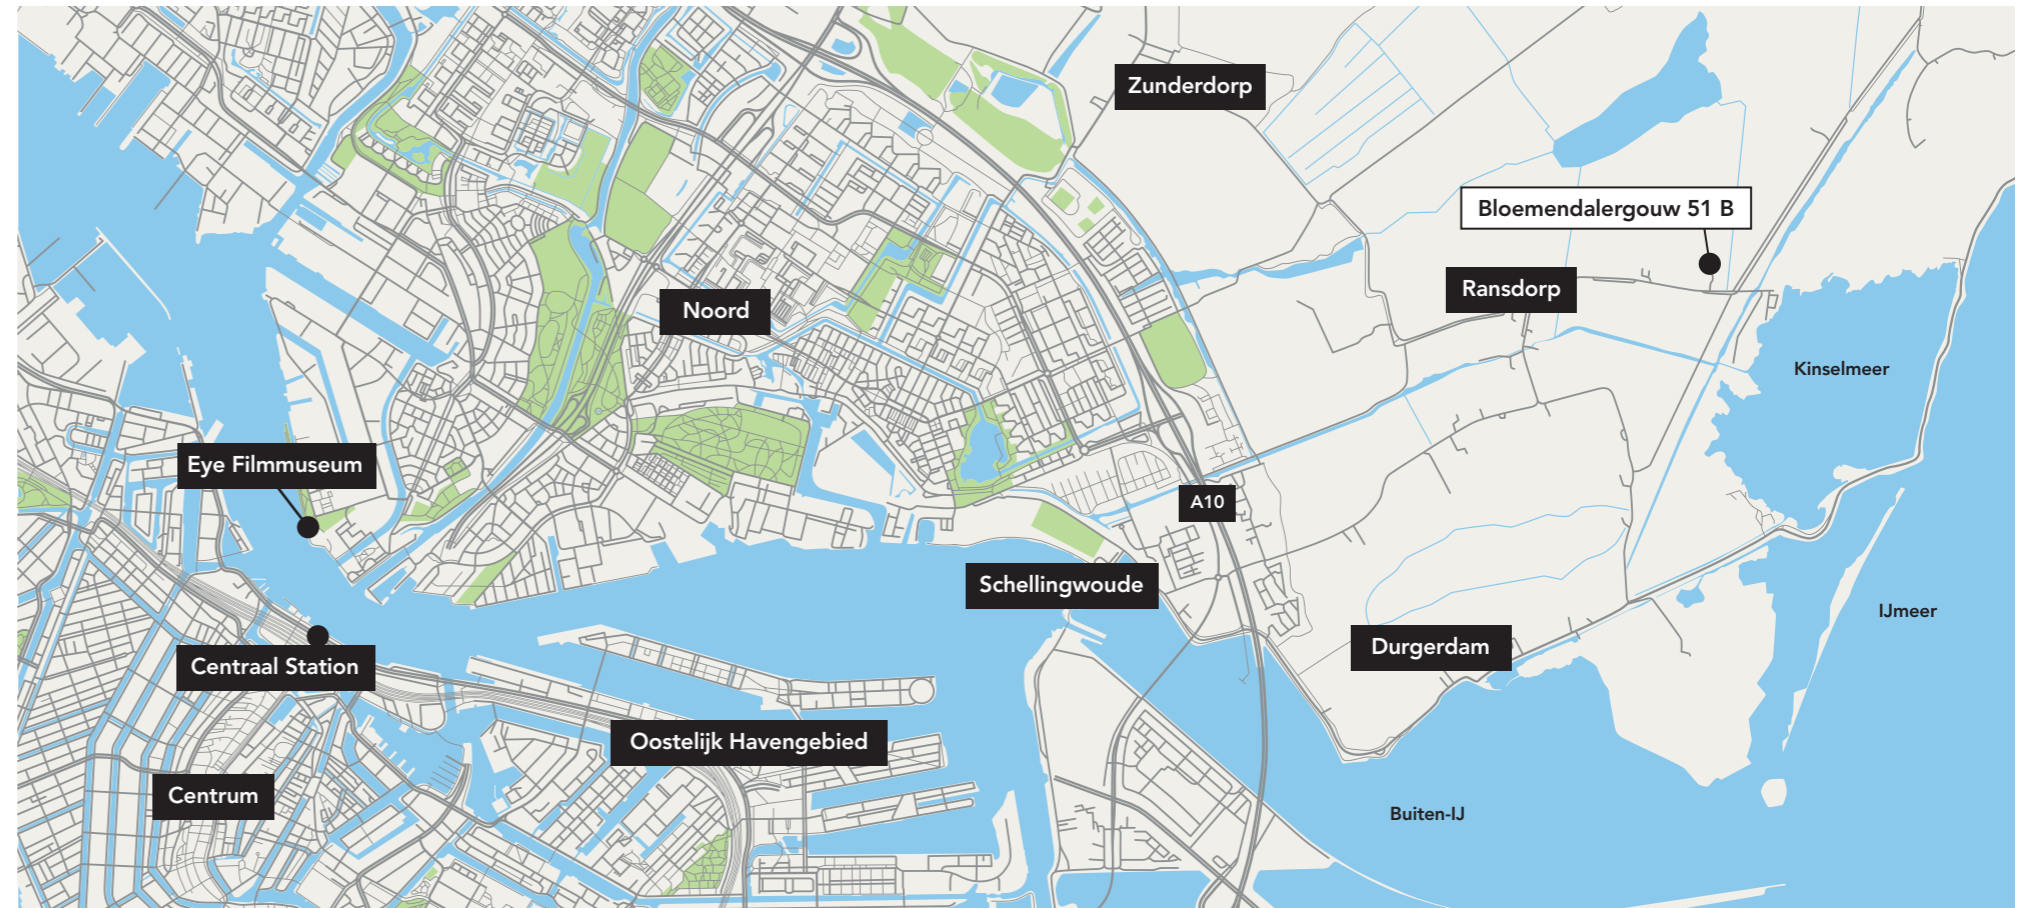 Zunderdorp
Bloemendalergouw 51 B
Ransdorp
Noord
Kinselmeer
Eye Filmmuseum
A10
Schellingwoude
IJmeer
Durgerdam
Centraal Station
Oostelijk Havengebied
Centrum
Buiten-IJ